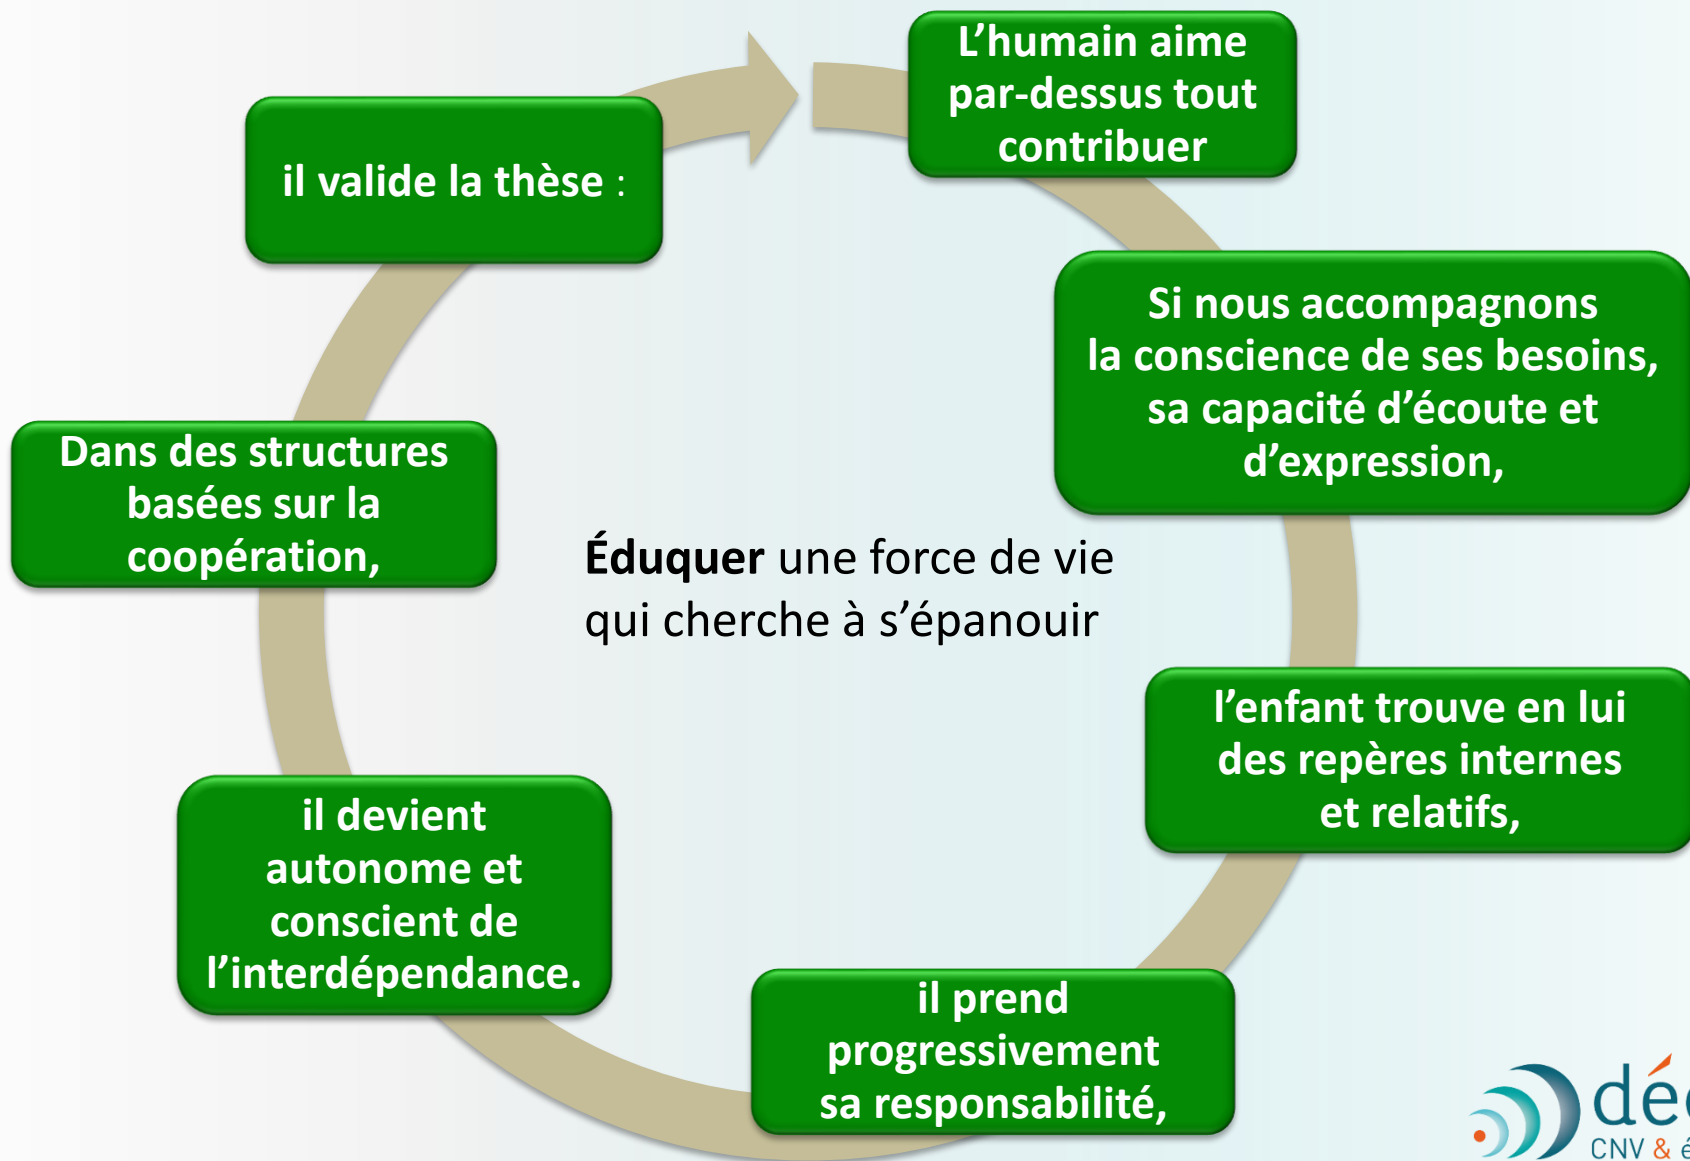 L’humain aime
par-dessus tout
contribuer
Si nous accompagnons
la conscience de ses besoins,
sa capacité d’écoute et
d’expression,
l’enfant trouve en lui
des repères internes
et relatifs,
il prend
progressivement
sa responsabilité,
il devient
autonome et
conscient de
l’interdépendance.
Dans des structures
basées sur la
coopération,
il valide la thèse :
Éduquer une force de vie
qui cherche à s’épanouir
CNV &